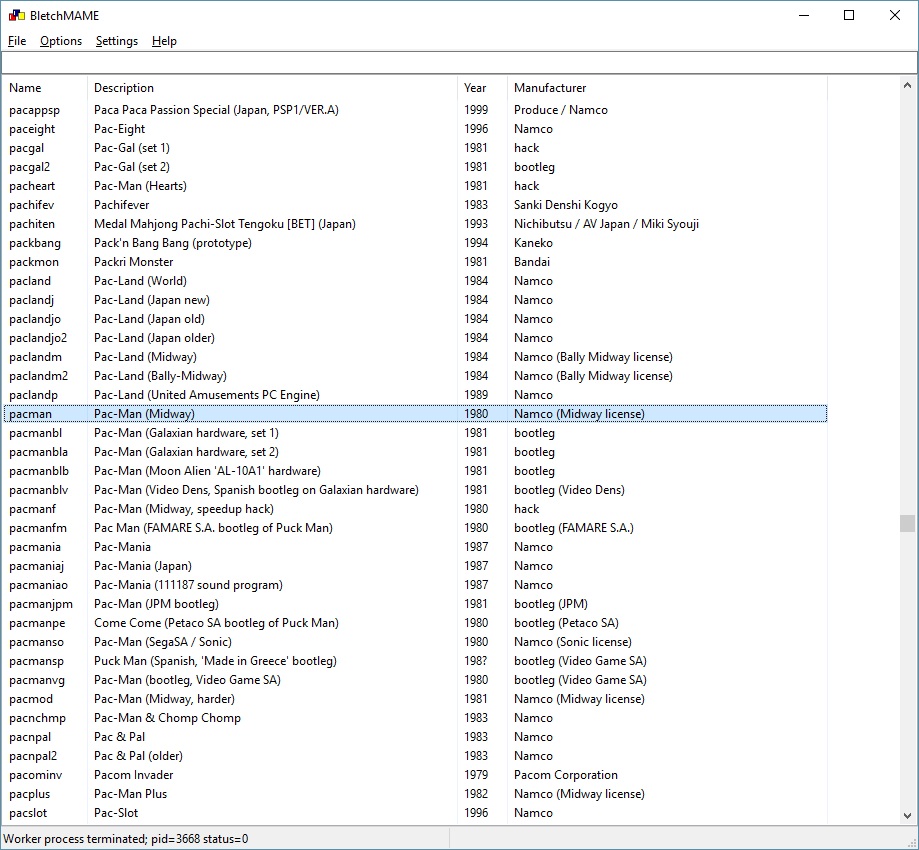 BletchMAME
File Options Settings Help
Name Description Year Manufacturer
pacappsp Paca Paca Passion Special (Japan, PSP1/VER.A) 1999 Produce / Namco
paceight Pac-Eight 1996 Namco
pacgal Pac-Gal (set 1) 1981 hack
pacgal2 Pac-Gal (set 2) 1981 bootleg
pacheart Pac-Man (Hearts) 1981 hack
pachifev Pachifever 1983 Sanki Denshi Kogyo
pachiten Medal Mahjong Pachi-Slot Tengoku [BET] (Japan) 1993 Nichibutsu / AV Japan / Miki Syouji
packbang Pack'n Bang Bang (prototype) 1994 Kaneko
packmon Packri Monster 1981 Bandai
pacland Pac-Land (World) 1984 Namco
paclandj Pac-Land (Japan new) 1984 Namco
paclandjo Pac-Land (Japan old) 1984 Namco
paclandjo2 Pac-Land (Japan older) 1984 Namco
paclandm Pac-Land (Midway) 1984 Namco (Bally Midway license)
paclandm2 Pac-Land (Bally-Midway) 1984 Namco (Bally Midway license)
paclandp Pac-Land (United Amusements PC Engine) 1989 Namco
pacman Pac-Man (Midway) 1980 Namco (Midway license)
pacmanbl Pac-Man (Galaxian hardware, set 1) 1981 bootleg
pacmanbla Pac-Man (Galaxian hardware, set 2) 1981 bootleg
pacmanblb Pac-Man (Moon Alien 'AL-10A1' hardware) 1981 bootleg
pacmanblv Pac-Man (Video Dens, Spanish bootleg on Galaxian hardware) 1981 bootleg (Video Dens)
pacmanf Pac-Man (Midway, speedup hack) 1980 hack
pacmanfm Pac Man (FAMARE S.A. bootleg of Puck Man) 1980 bootleg (FAMARE S.A.)
pacmania Pac-Mania 1987 Namco
pacmaniaj Pac-Mania (Japan) 1987 Namco
pacmaniao Pac-Mania (111187 sound program) 1987 Namco
pacmanjpm Pac-Man (JPM bootleg) 1981 bootleg (JPM)
pacmanpe Come Come (Petaco SA bootleg of Puck Man) 1980 bootleg (Petaco SA)
pacmanso Pac-Man (SegaSA / Sonic) 1980 Namco (Sonic license)
pacmansp Puck Man (Spanish, 'Made in Greece' bootleg) 198? bootleg (Video Game SA)
pacmanvg Pac-Man (bootleg, Video Game SA) 1980 bootleg (Video Game SA)
pacmod Pac-Man (Midway, harder) 1981 Namco (Midway license)
pacnchmp Pac-Man & Chomp Chomp 1983 Namco
pacnpal Pac & Pal 1983 Namco
pacnpal2 Pac & Pal (older) 1983 Namco
pacominv Pacom Invader 1979 Pacom Corporation
pacplus Pac-Man Plus 1982 Namco (Midway license)
pacslot Pac-Slot 1996 Namco
Worker process terminated; pid=3668 status=0